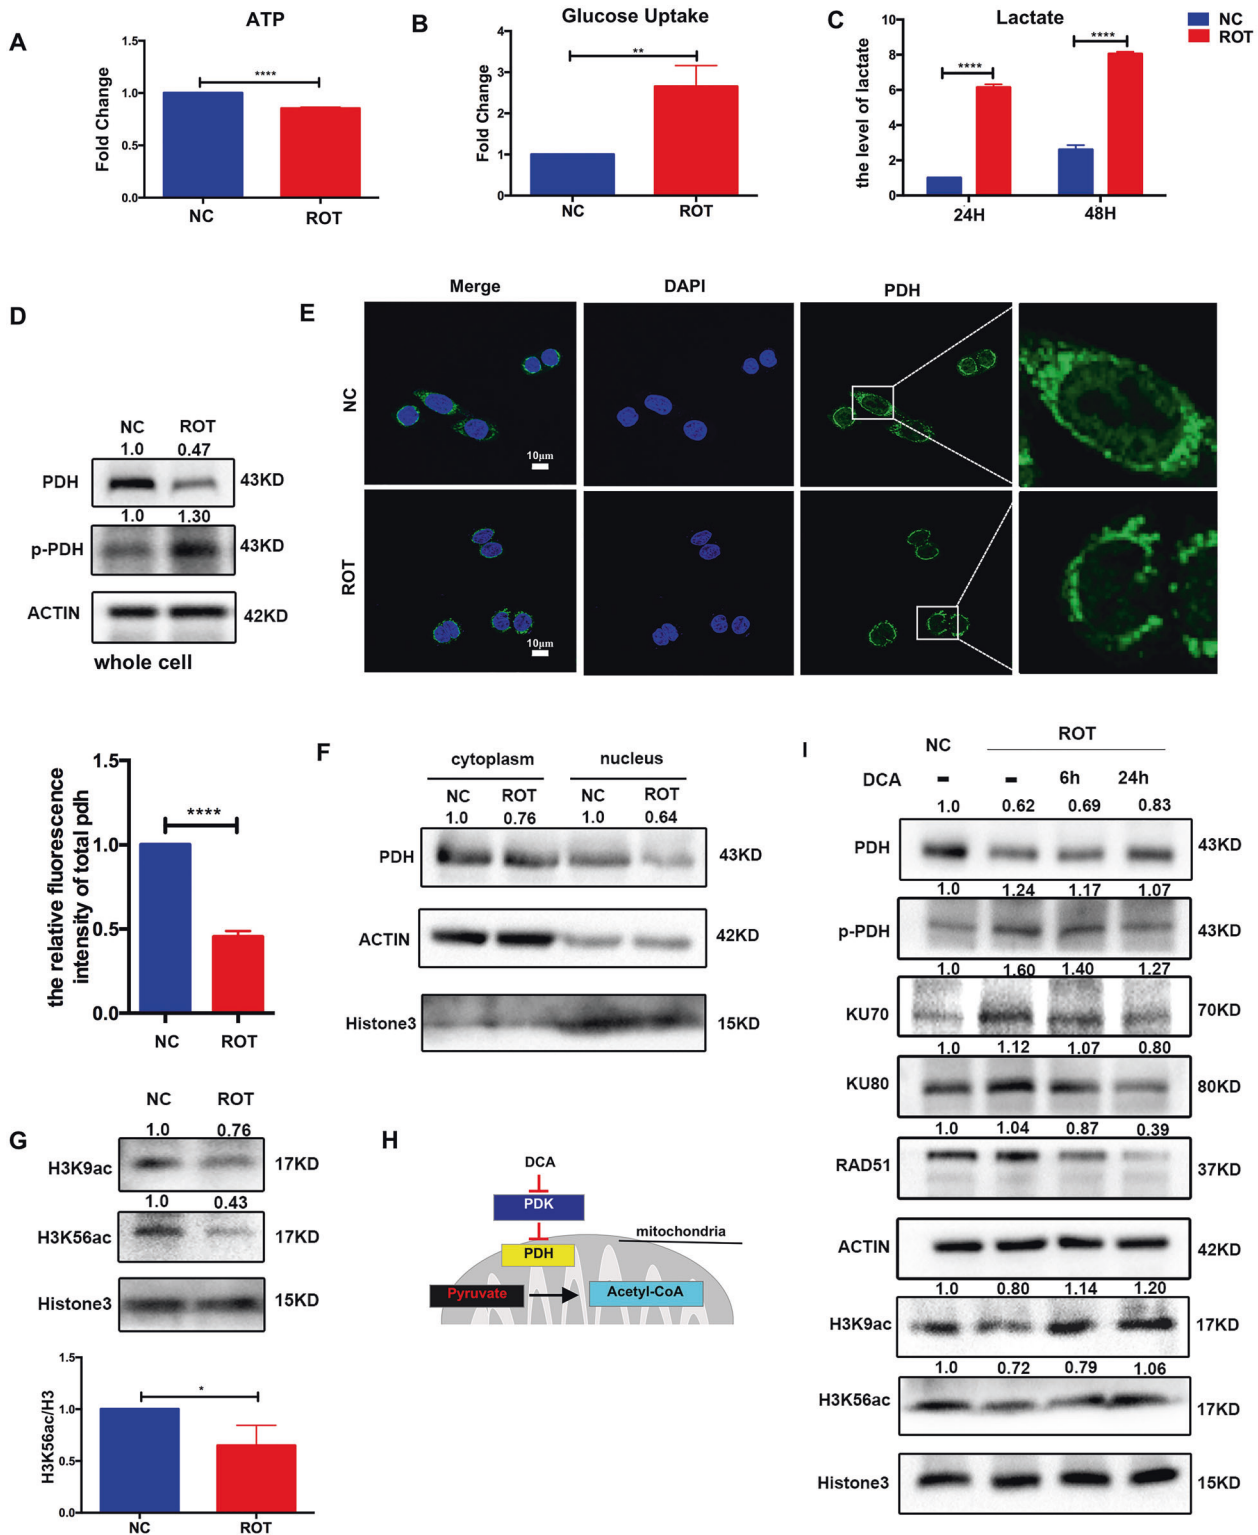 A
ATP
Fold Change
1.5
1.0
0.5
0.0
****
NC
ROT
B
Glucose Uptake
Fold Change
4
3
2
1
0
**
NC
ROT
C
Lactate
the level of lactate
10
8
6
4
2
0
****
****
24H
48H
NC
ROT
D
NC ROT
1.0 0.47
PDH 43KD
1.0 1.30
p-PDH 43KD
ACTIN 42KD
whole cell
E
Merge DAPI PDH
NC
10μm
ROT
10μm
the relative fluorescence
intensity of total pdh
1.5
1.0
0.5
0.0
****
NC
ROT
F
cytoplasm nucleus
NC ROT NC ROT
1.0 0.76 1.0 0.64
PDH 43KD
ACTIN 42KD
Histone3 15KD
G
NC ROT
1.0 0.76
H3K9ac 17KD
1.0 0.43
H3K56ac 17KD
Histone3 15KD
H3K56ac/H3
1.5
1.0
0.5
0.0
*
NC
ROT
H
DCA
PDK
PDH
mitochondria
Pyruvate
Acetyl-CoA
I
NC ROT
DCA - - 6h 24h
1.0 0.62 0.69 0.83
PDH 43KD
1.0 1.24 1.17 1.07
p-PDH 43KD
1.0 1.60 1.40 1.27
KU70 70KD
1.0 1.12 1.07 0.80
KU80 80KD
1.0 1.04 0.87 0.39
RAD51 37KD
ACTIN 42KD
1.0 0.80 1.14 1.20
H3K9ac 17KD
1.0 0.72 0.79 1.06
H3K56ac 17KD
Histone3 15KD